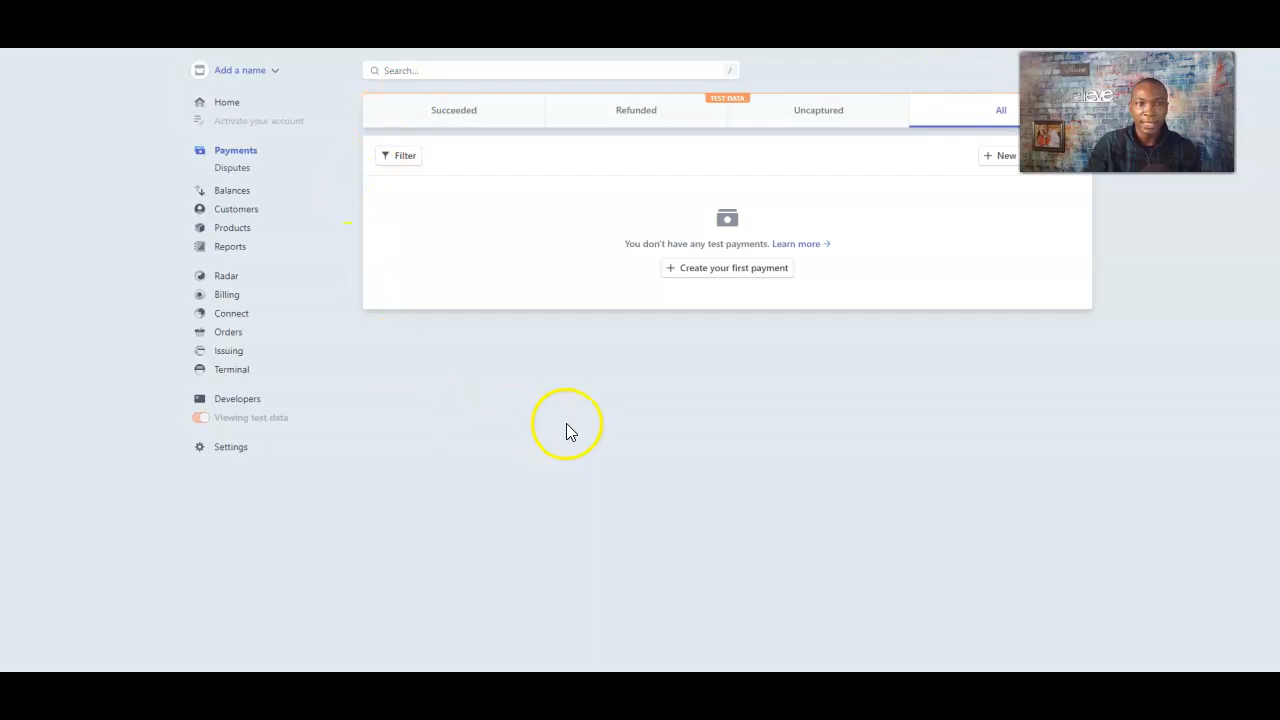 Add a name
Home
Activate your account
Payments
Disputes
Balances
Customers
Products
Reports
Radar
Billing
Connect
Orders
Issuing
Terminal
Developers
Viewing test data
Settings
Search...
/
TEST DATA
Succeeded
Refunded
Uncaptured
All
Filter
+ New
You don't have any test payments. Learn more →
+ Create your first payment